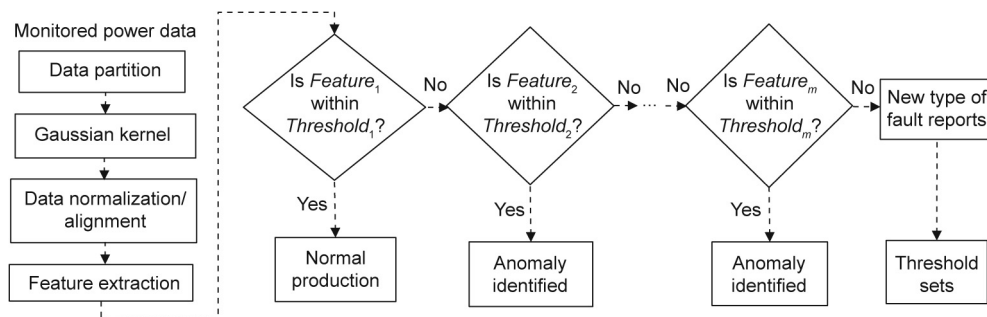 Monitored power data
Data partition
Gaussian kernel
Data normalization/
alignment
Feature extraction
Is Feature₁
within
Threshold₁?
No
Yes
Normal
production
Is Feature₂
within
Threshold₂?
No
...
No
Yes
Anomaly
identified
Is Featureₘ
within
Thresholdₘ?
No
Yes
Anomaly
identified
New type of
fault reports
Threshold
sets